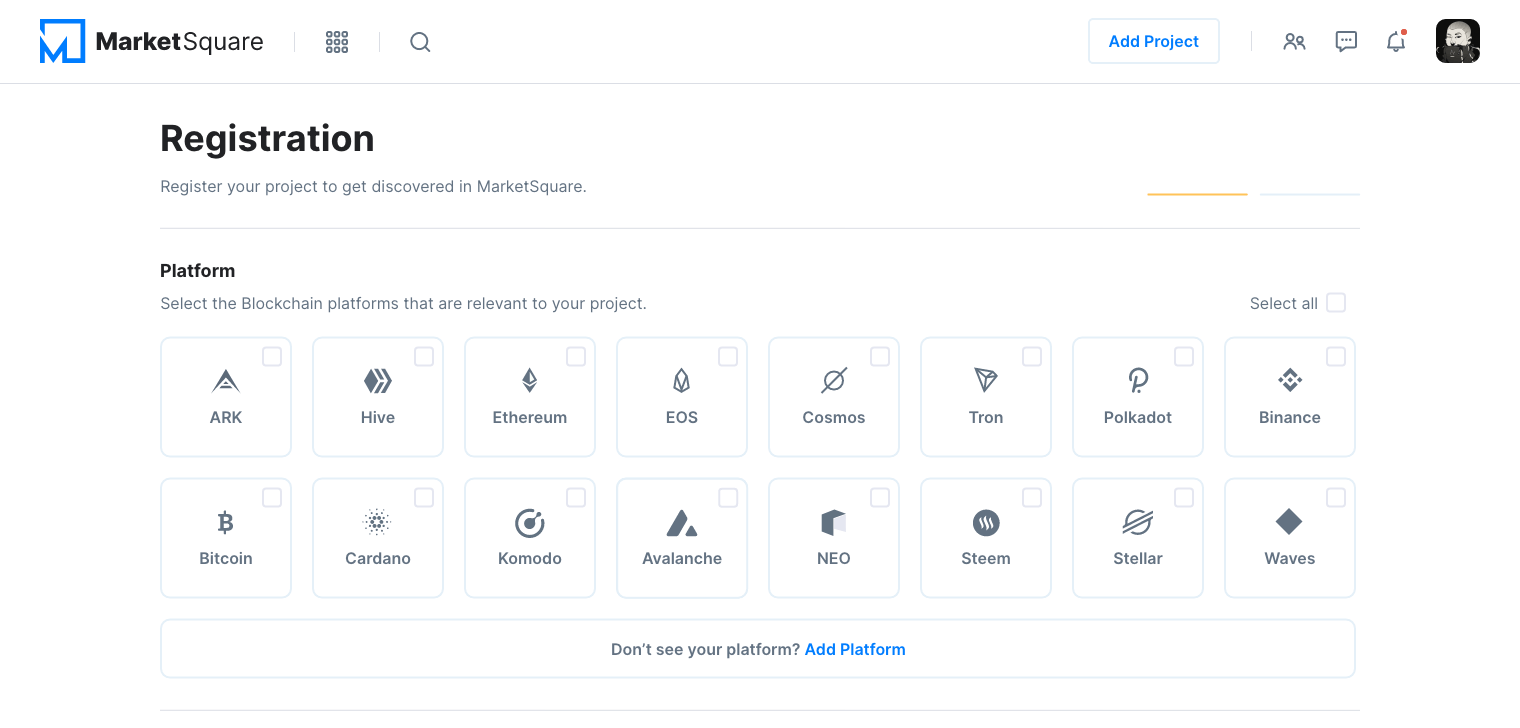 MarketSquare
Add Project
Registration
Register your project to get discovered in MarketSquare.
Platform
Select the Blockchain platforms that are relevant to your project.
Select all
ARK
Hive
Ethereum
EOS
Cosmos
Tron
Polkadot
Binance
Bitcoin
Cardano
Komodo
Avalanche
NEO
Steem
Stellar
Waves
Don’t see your platform? Add Platform